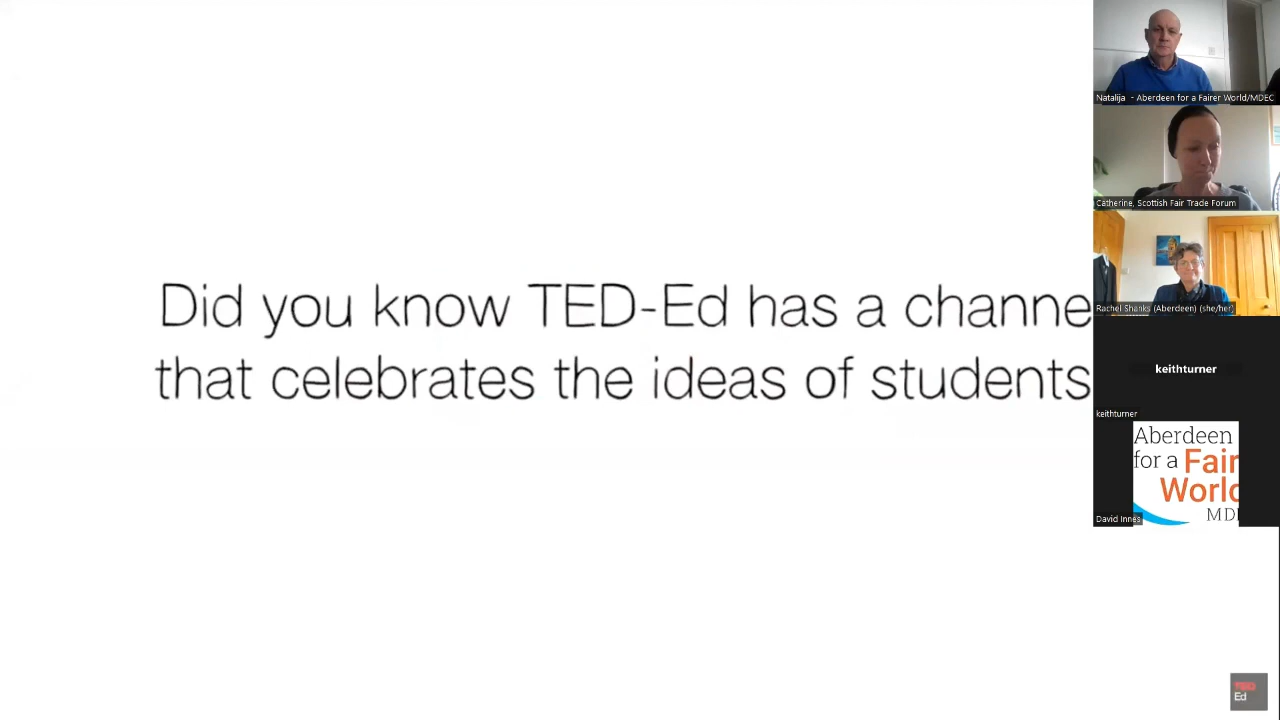 Did you know TED-Ed has a channe
that celebrates the ideas of students
Natalija - Aberdeen for a Fairer World/MDEC
Catherine, Scottish Fair Trade Forum
Rachel Shanks (Aberdeen) (she/her)
keithturner
keithturner
Aberdeen
for a Fair
World
MD
David Innes
TED
Ed